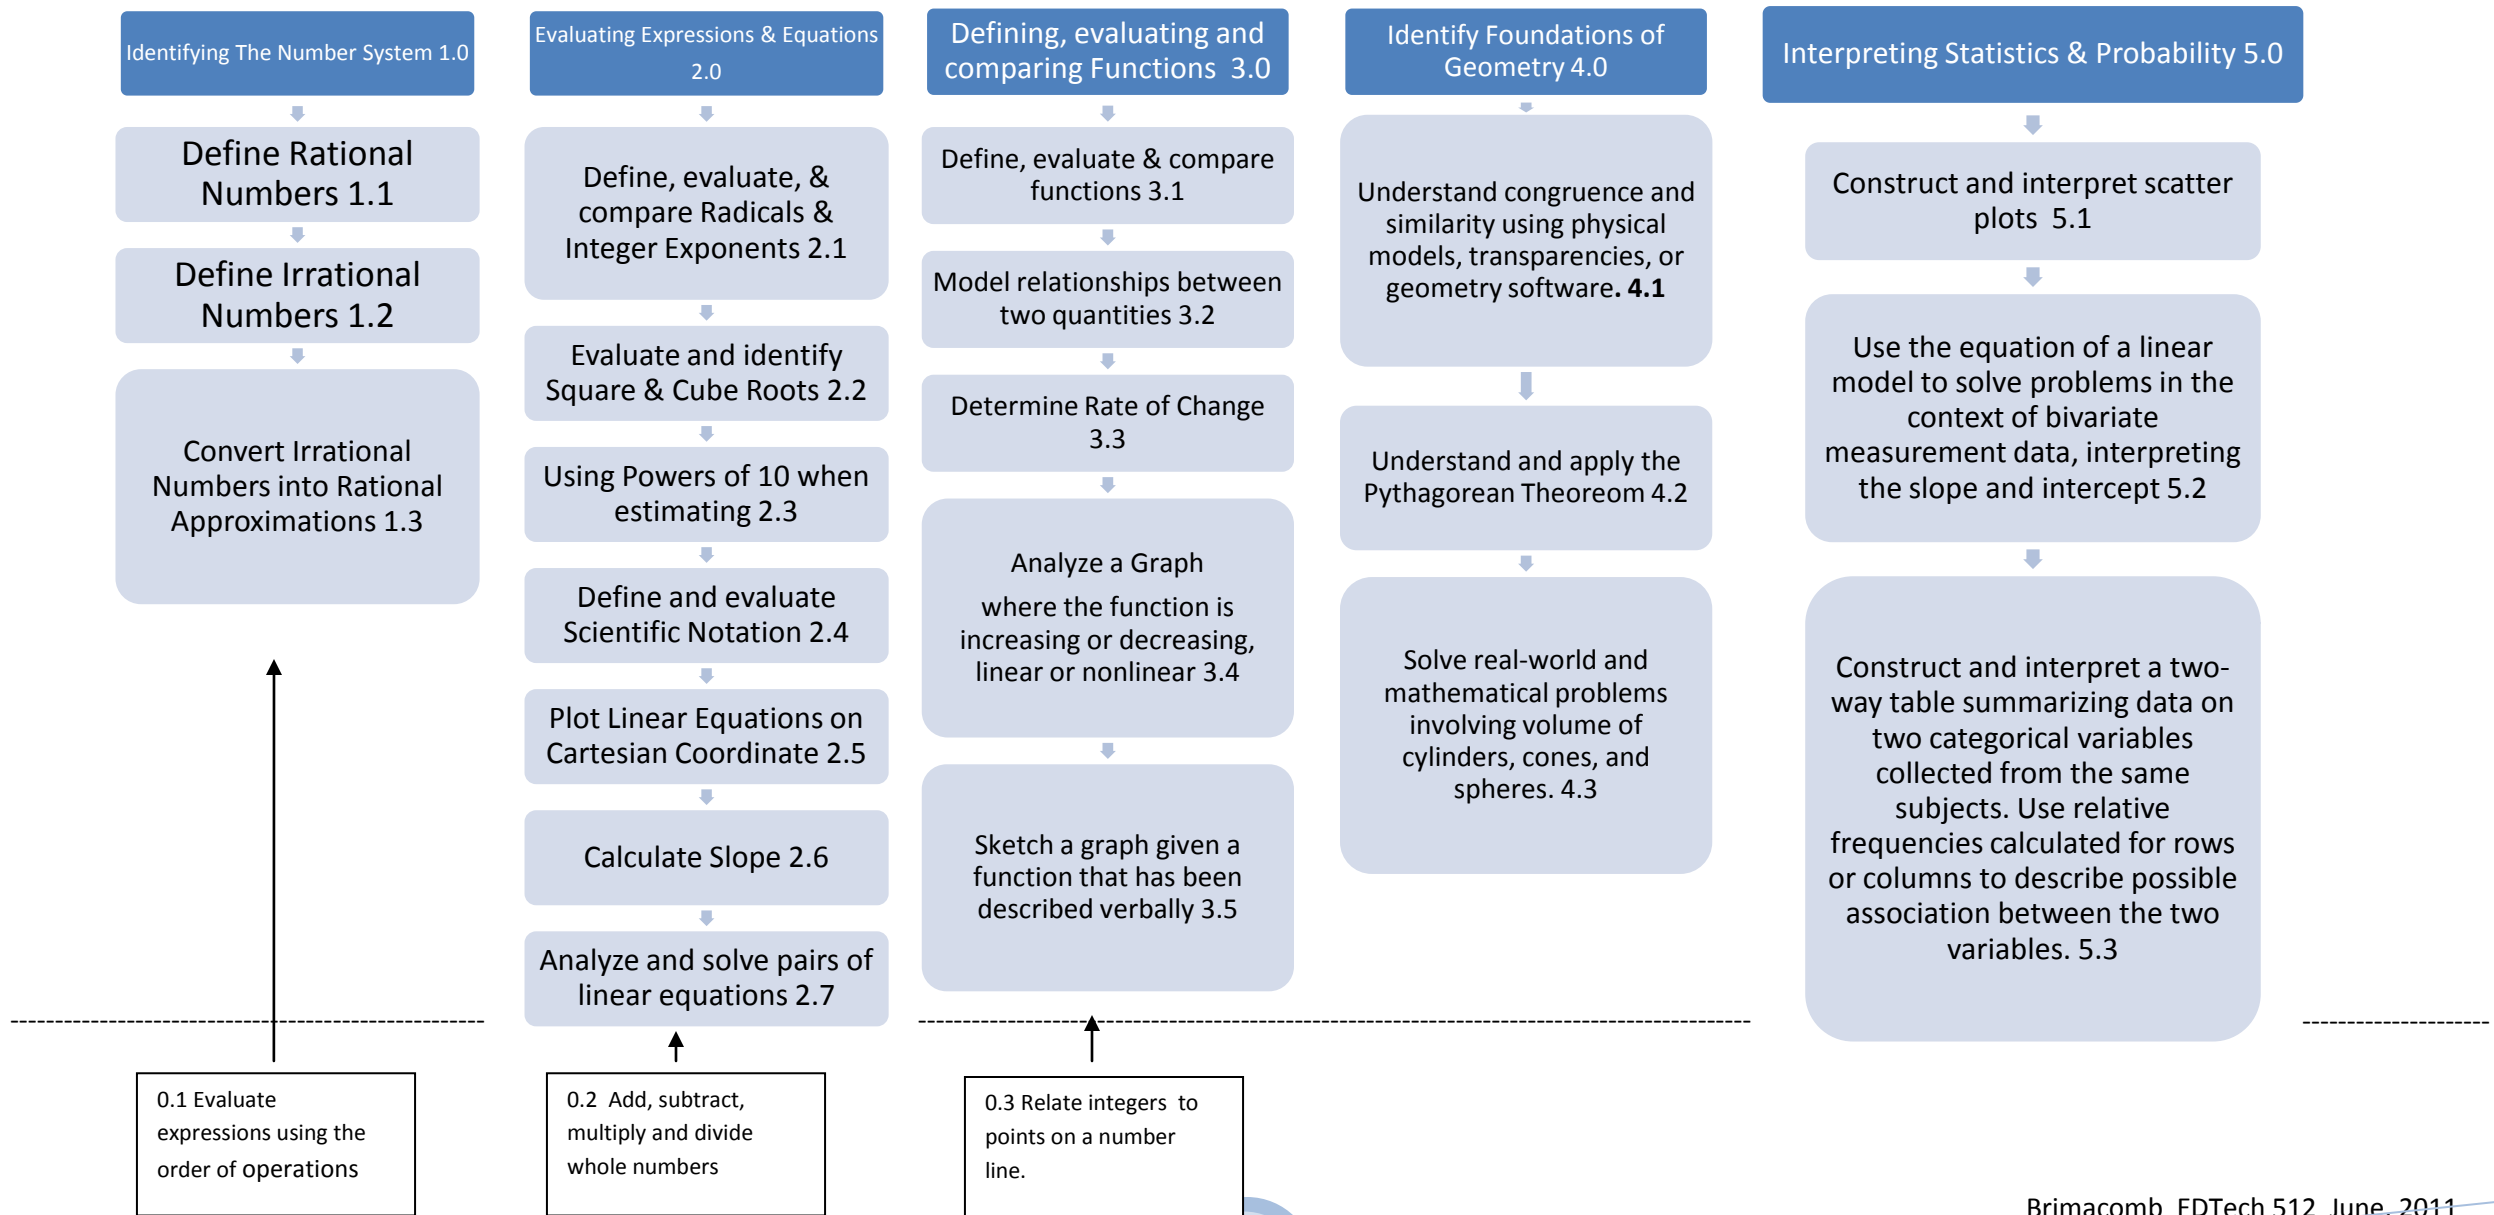 Identifying The Number System 1.0
Define Rational
Numbers 1.1
Define Irrational
Numbers 1.2
Convert Irrational
Numbers into Rational
Approximations 1.3
Evaluating Expressions & Equations
2.0
Define, evaluate, &
compare Radicals &
Integer Exponents 2.1
Evaluate and identify
Square & Cube Roots 2.2
Using Powers of 10 when
estimating 2.3
Define and evaluate
Scientific Notation 2.4
Plot Linear Equations on
Cartesian Coordinate 2.5
Calculate Slope 2.6
Analyze and solve pairs of
linear equations 2.7
Defining, evaluating and
comparing Functions 3.0
Define, evaluate & compare
functions 3.1
Model relationships between
two quantities 3.2
Determine Rate of Change
3.3
Analyze a Graph
where the function is
increasing or decreasing,
linear or nonlinear 3.4
Sketch a graph given a
function that has been
described verbally 3.5
Identify Foundations of
Geometry 4.0
Understand congruence and
similarity using physical
models, transparencies, or
geometry software. 4.1
Understand and apply the
Pythagorean Theoreom 4.2
Solve real-world and
mathematical problems
involving volume of
cylinders, cones, and
spheres. 4.3
Interpreting Statistics & Probability 5.0
Construct and interpret scatter
plots 5.1
Use the equation of a linear
model to solve problems in the
context of bivariate
measurement data, interpreting
the slope and intercept 5.2
Construct and interpret a two-
way table summarizing data on
two categorical variables
collected from the same
subjects. Use relative
frequencies calculated for rows
or columns to describe possible
association between the two
variables. 5.3
0.1 Evaluate
expressions using the
order of operations
0.2 Add, subtract,
multiply and divide
whole numbers
0.3 Relate integers to
points on a number
line.
Brimacomb EDTech 512 June, 2011